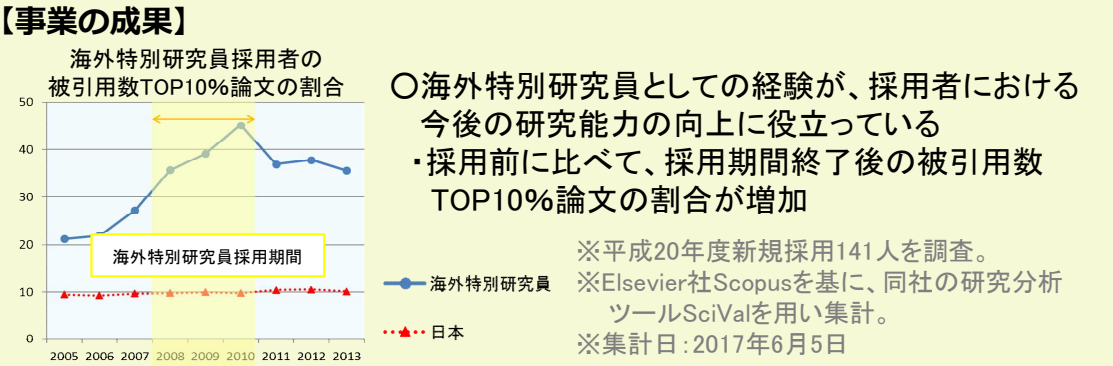 【事業の成果】
海外特別研究員採用者の
被引用数TOP10%論文の割合
50
40
30
20
10
0
海外特別研究員採用期間
2005 2006 2007 2008 2009 2010 2011 2012 2013
海外特別研究員
日本
○海外特別研究員としての経験が、採用者における
今後の研究能力の向上に役立っている
・採用前に比べて、採用期間終了後の被引用数
TOP10%論文の割合が増加
※平成20年度新規採用141人を調査。
※Elsevier社Scopusを基に、同社の研究分析
ツールSciValを用い集計。
※集計日：2017年6月5日